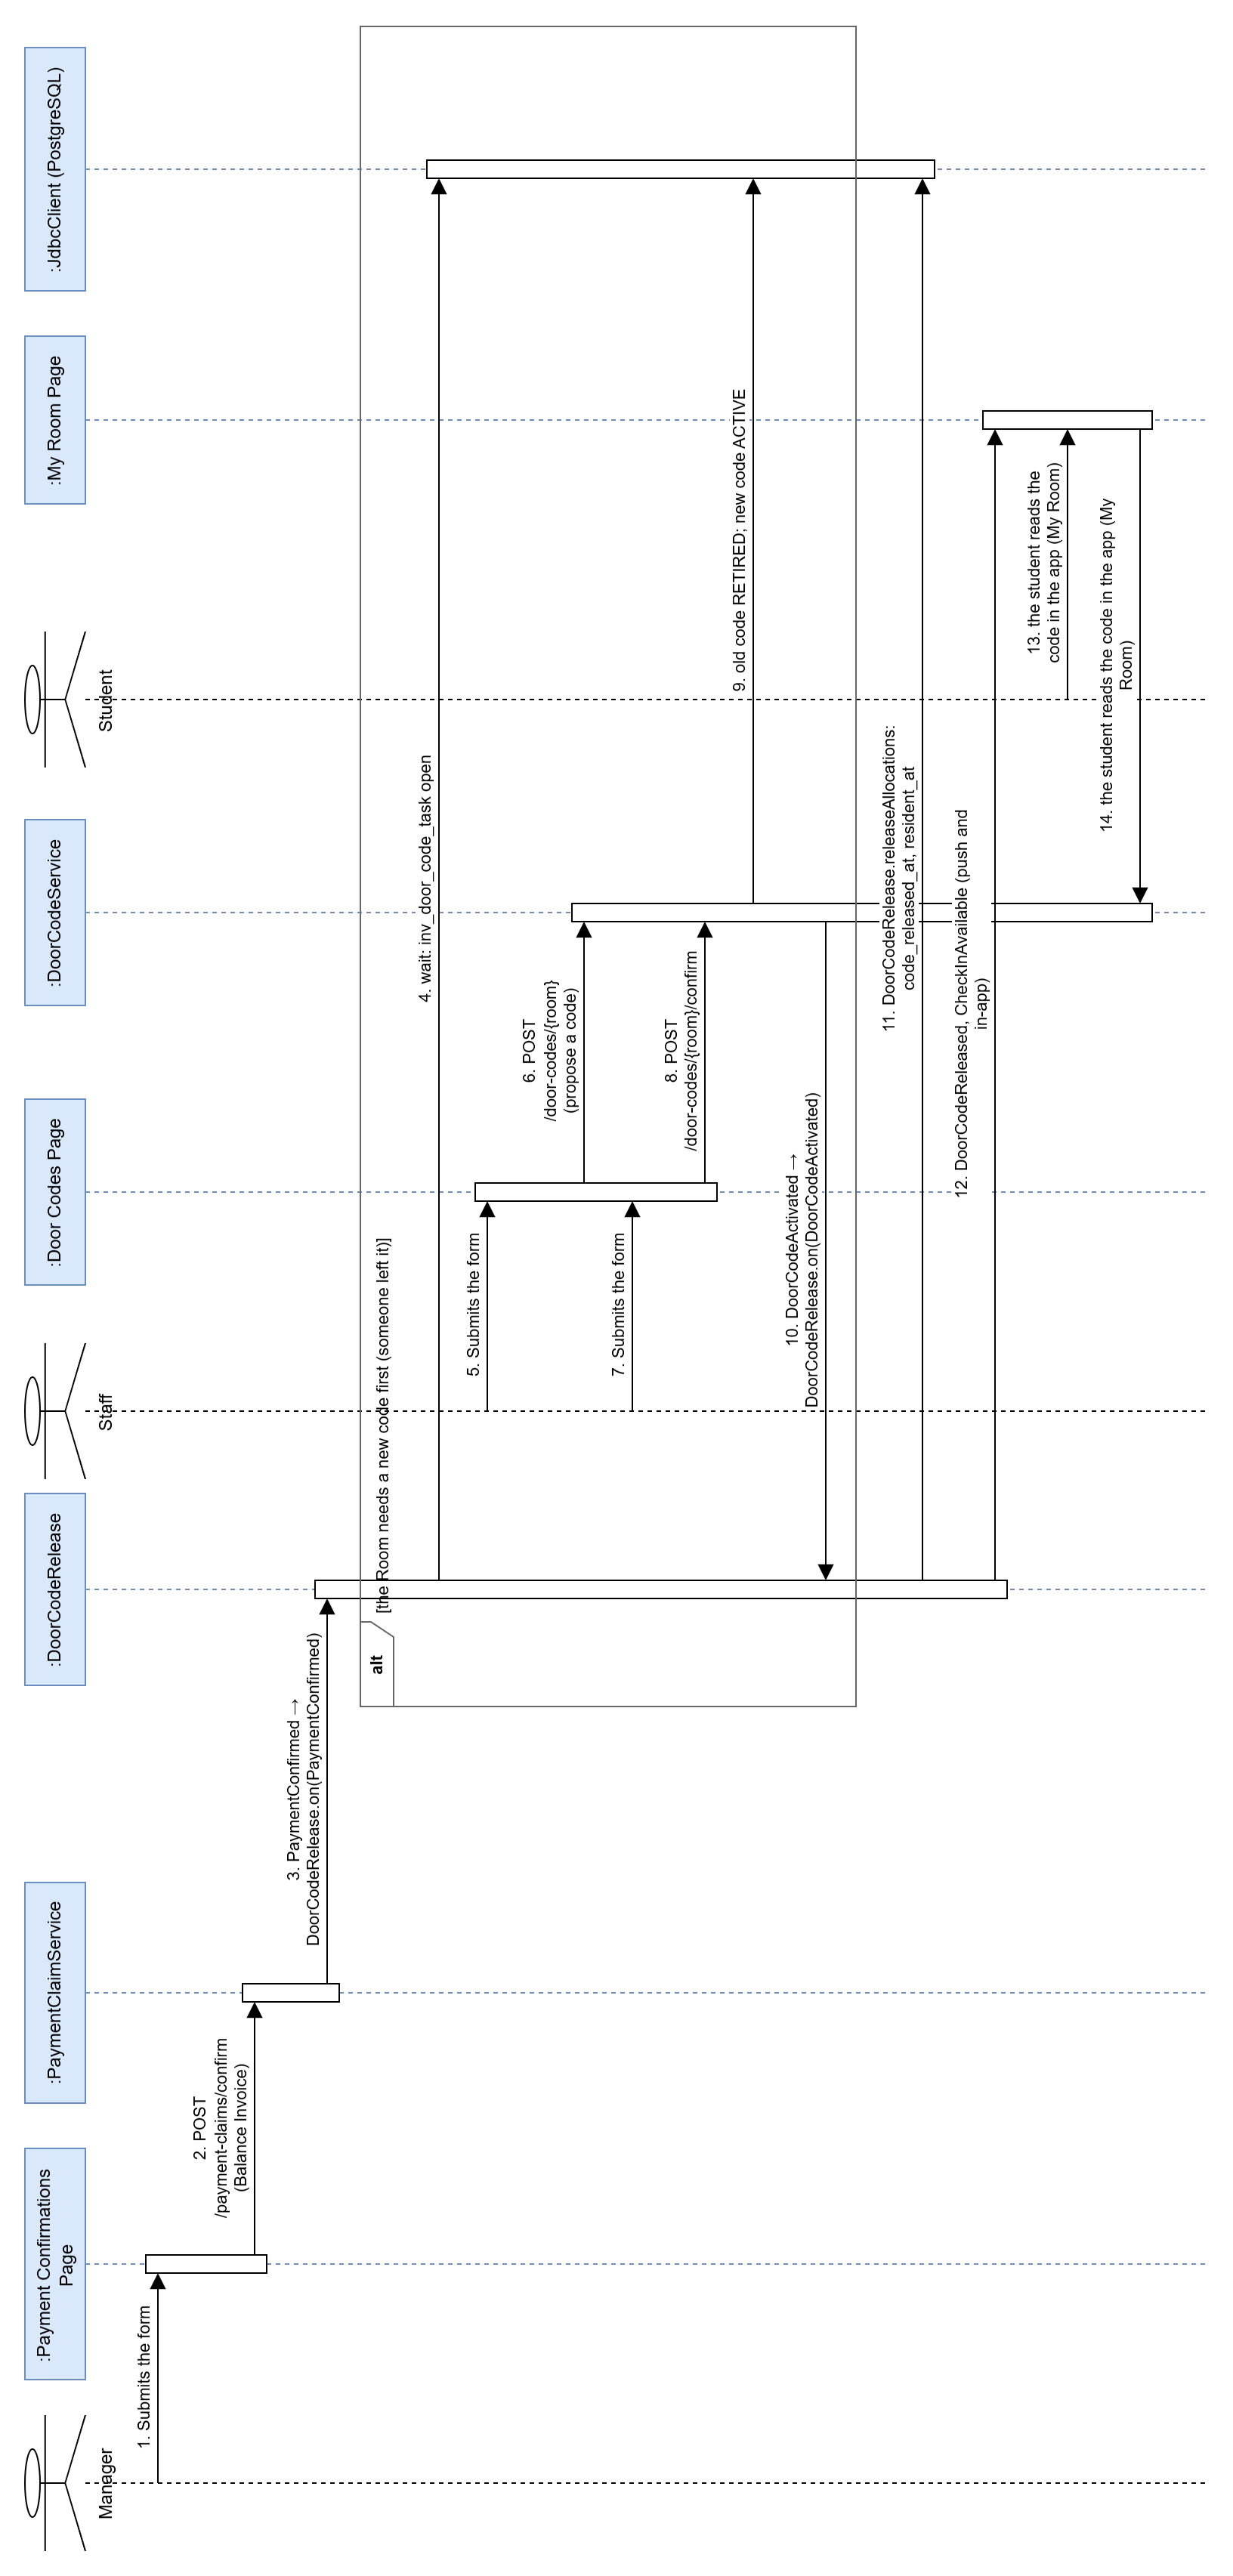 :Payment Confirmations
Page
:PaymentClaimService
:DoorCodeRelease
:Door Codes Page
:DoorCodeService
:My Room Page
:JdbcClient (PostgreSQL)
Manager
Staff
Student
1. Submits the form
2. POST
/payment-claims/confirm
(Balance Invoice)
3. PaymentConfirmed →
DoorCodeRelease.on(PaymentConfirmed)
alt
[the Room needs a new code first (someone left it)]
4. wait: inv_door_code_task open
5. Submits the form
6. POST
/door-codes/{room}
(propose a code)
7. Submits the form
8. POST
/door-codes/{room}/confirm
9. old code RETIRED; new code ACTIVE
10. DoorCodeActivated →
DoorCodeRelease.on(DoorCodeActivated)
11. DoorCodeRelease.releaseAllocations:
code_released_at, resident_at
12. DoorCodeReleased, CheckInAvailable (push and
in-app)
13. the student reads the
code in the app (My Room)
14. the student reads the code in the app (My
Room)